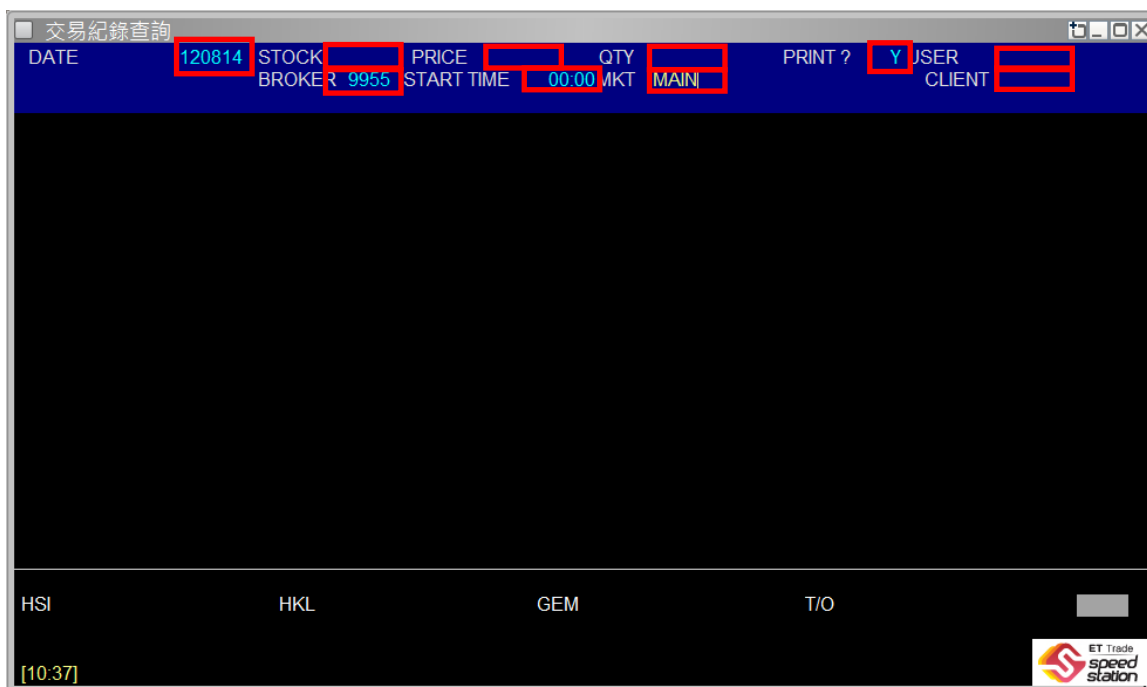 交易紀錄查詢
DATE 120814 STOCK PRICE QTY PRINT ? Y USER
BROKER 9955 START TIME 00:00 MKT MAIN CLIENT
HSI HKL GEM T/O
[10:37]
ET Trade
speed
station